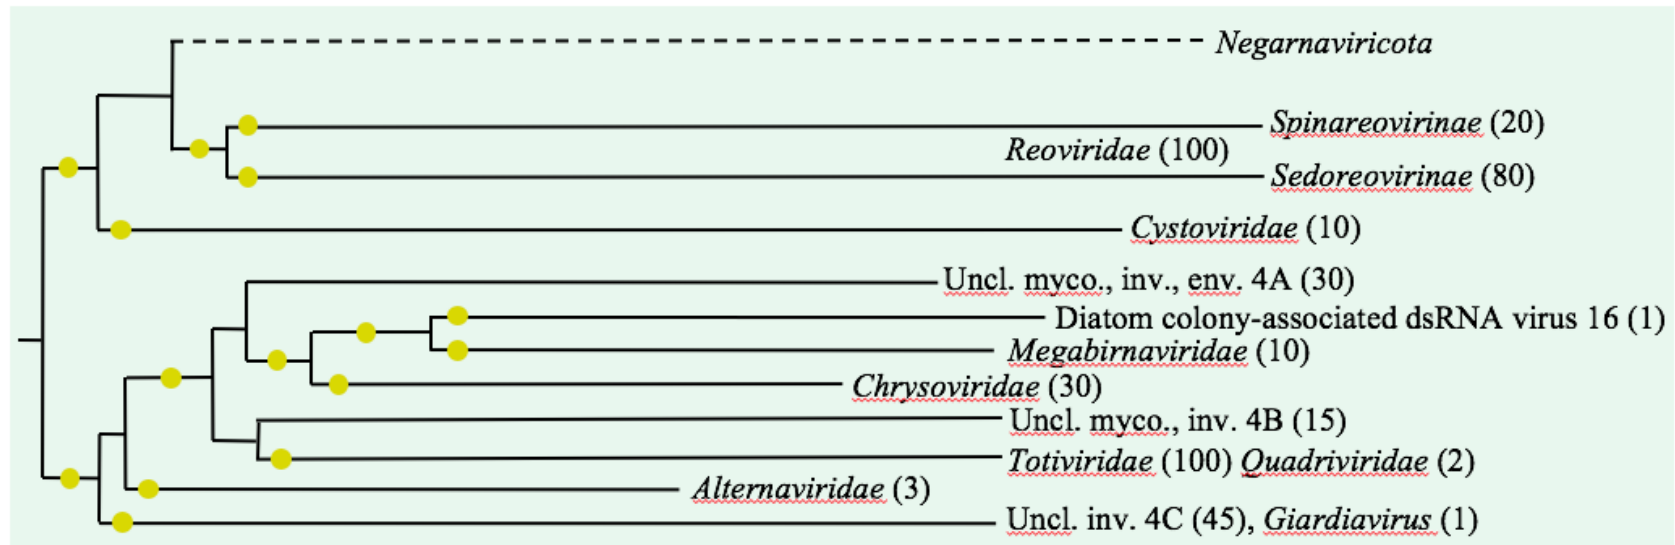 Negarnaviricota
Spinareovirinae (20)
Reoviridae (100)
Sedoreovirinae (80)
Cystoviridae (10)
Uncl. myco., inv., env. 4A (30)
Diatom colony-associated dsRNA virus 16 (1)
Megabirnaviridae (10)
Chrysoviridae (30)
Uncl. myco., inv. 4B (15)
Totiviridae (100) Quadriviridae (2)
Alternaviridae (3)
Uncl. inv. 4C (45), Giardiavirus (1)